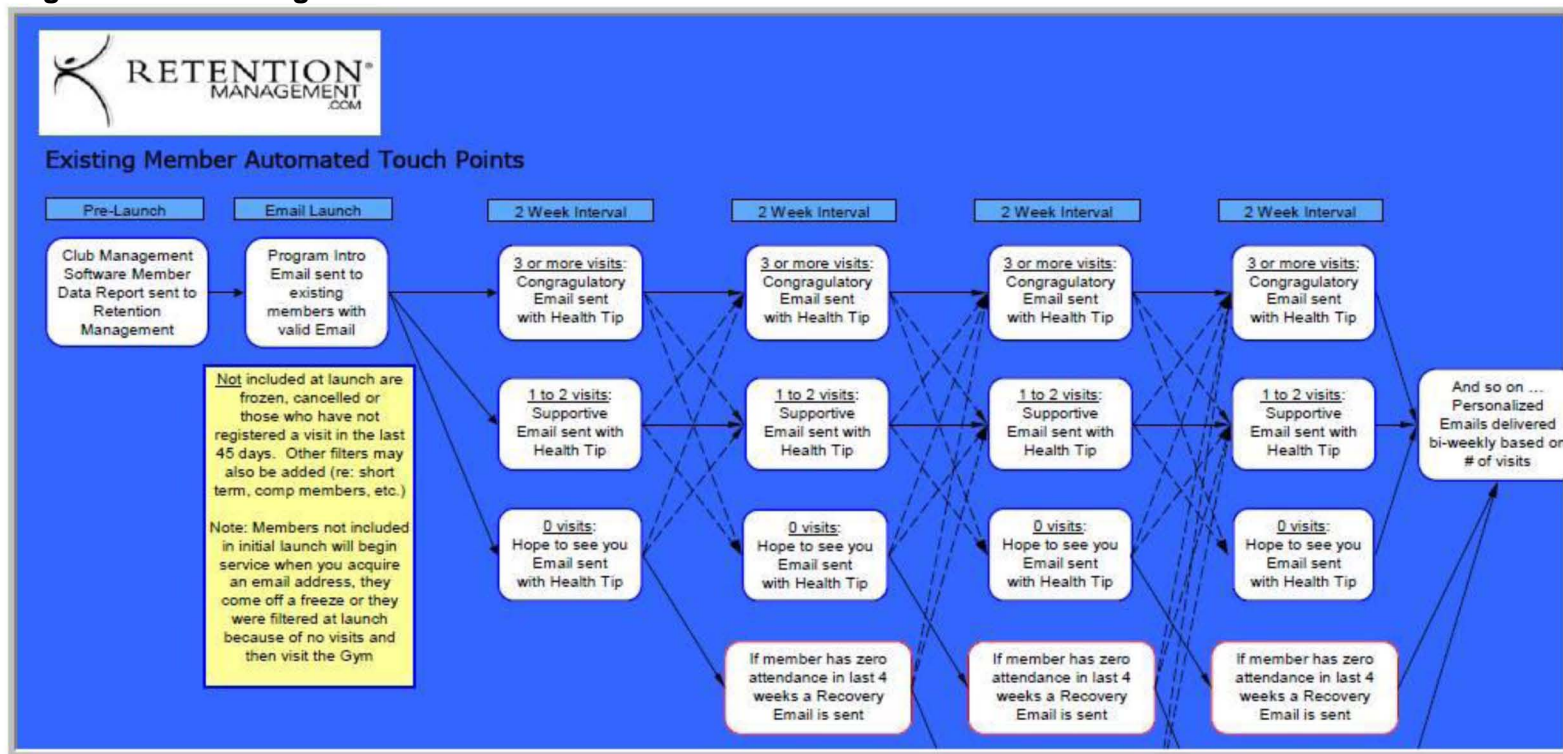 RETENTION®
MANAGEMENT
.COM
Existing Member Automated Touch Points
Pre-Launch
Email Launch
2 Week Interval
2 Week Interval
2 Week Interval
2 Week Interval
Club Management
Software Member
Data Report sent to
Retention
Management
Program Intro
Email sent to
existing
members with
valid Email
3 or more visits:
Congragulatory
Email sent
with Health Tip
3 or more visits:
Congragulatory
Email sent
with Health Tip
3 or more visits:
Congragulatory
Email sent
with Health Tip
3 or more visits:
Congragulatory
Email sent
with Health Tip
Not included at launch are
frozen, cancelled or
those who have not
registered a visit in the last
45 days. Other filters may
also be added (re: short
term, comp members, etc.)
Note: Members not included
in initial launch will begin
service when you acquire
an email address, they
come off a freeze or they
were filtered at launch
because of no visits and
then visit the Gym
1 to 2 visits:
Supportive
Email sent with
Health Tip
1 to 2 visits:
Supportive
Email sent with
Health Tip
1 to 2 visits:
Supportive
Email sent with
Health Tip
1 to 2 visits:
Supportive
Email sent with
Health Tip
And so on ...
Personalized
Emails delivered
bi-weekly based on
# of visits
0 visits:
Hope to see you
Email sent
with Health Tip
0 visits:
Hope to see you
Email sent
with Health Tip
0 visits:
Hope to see you
Email sent
with Health Tip
0 visits:
Hope to see you
Email sent
with Health Tip
If member has zero
attendance in last 4
weeks a Recovery
Email is sent
If member has zero
attendance in last 4
weeks a Recovery
Email is sent
If member has zero
attendance in last 4
weeks a Recovery
Email is sent